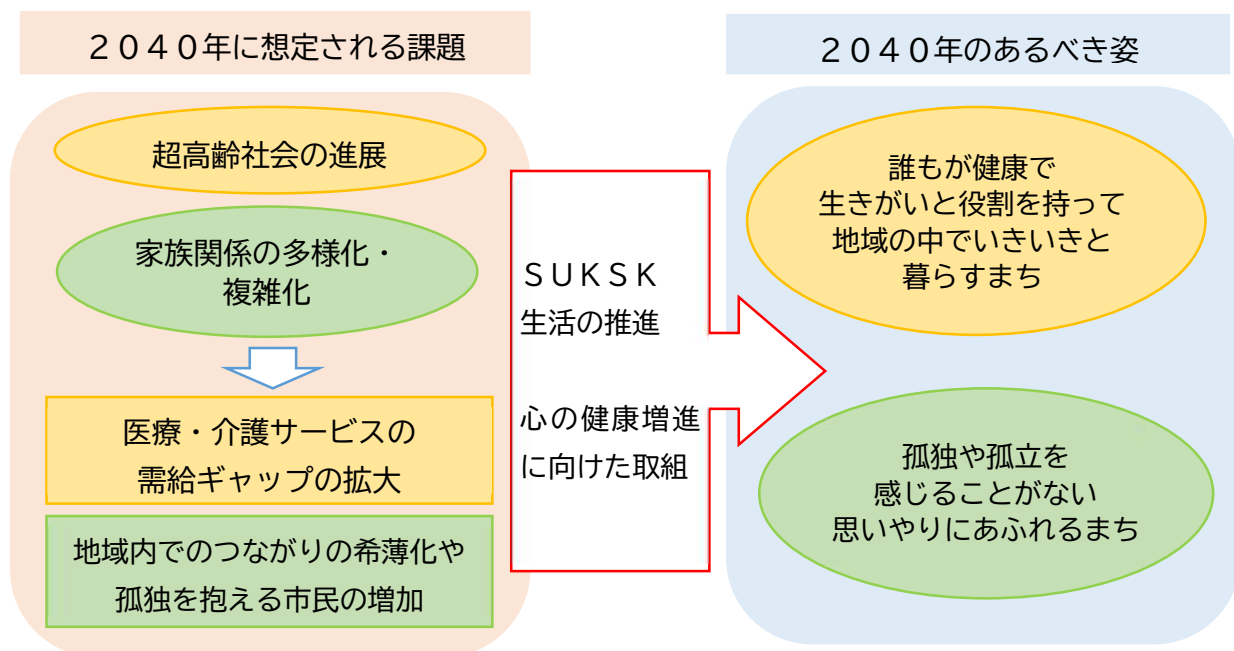 ２０４０年に想定される課題
超高齢社会の進展
家族関係の多様化・
複雑化
医療・介護サービスの
需給ギャップの拡大
地域内でのつながりの希薄化や
孤独を抱える市民の増加
ＳＵＫＳＫ
生活の推進
心の健康増進
に向けた取組
２０４０年のあるべき姿
誰もが健康で
生きがいと役割を持って
地域の中でいきいきと
暮らすまち
孤独や孤立を
感じることがない
思いやりにあふれるまち